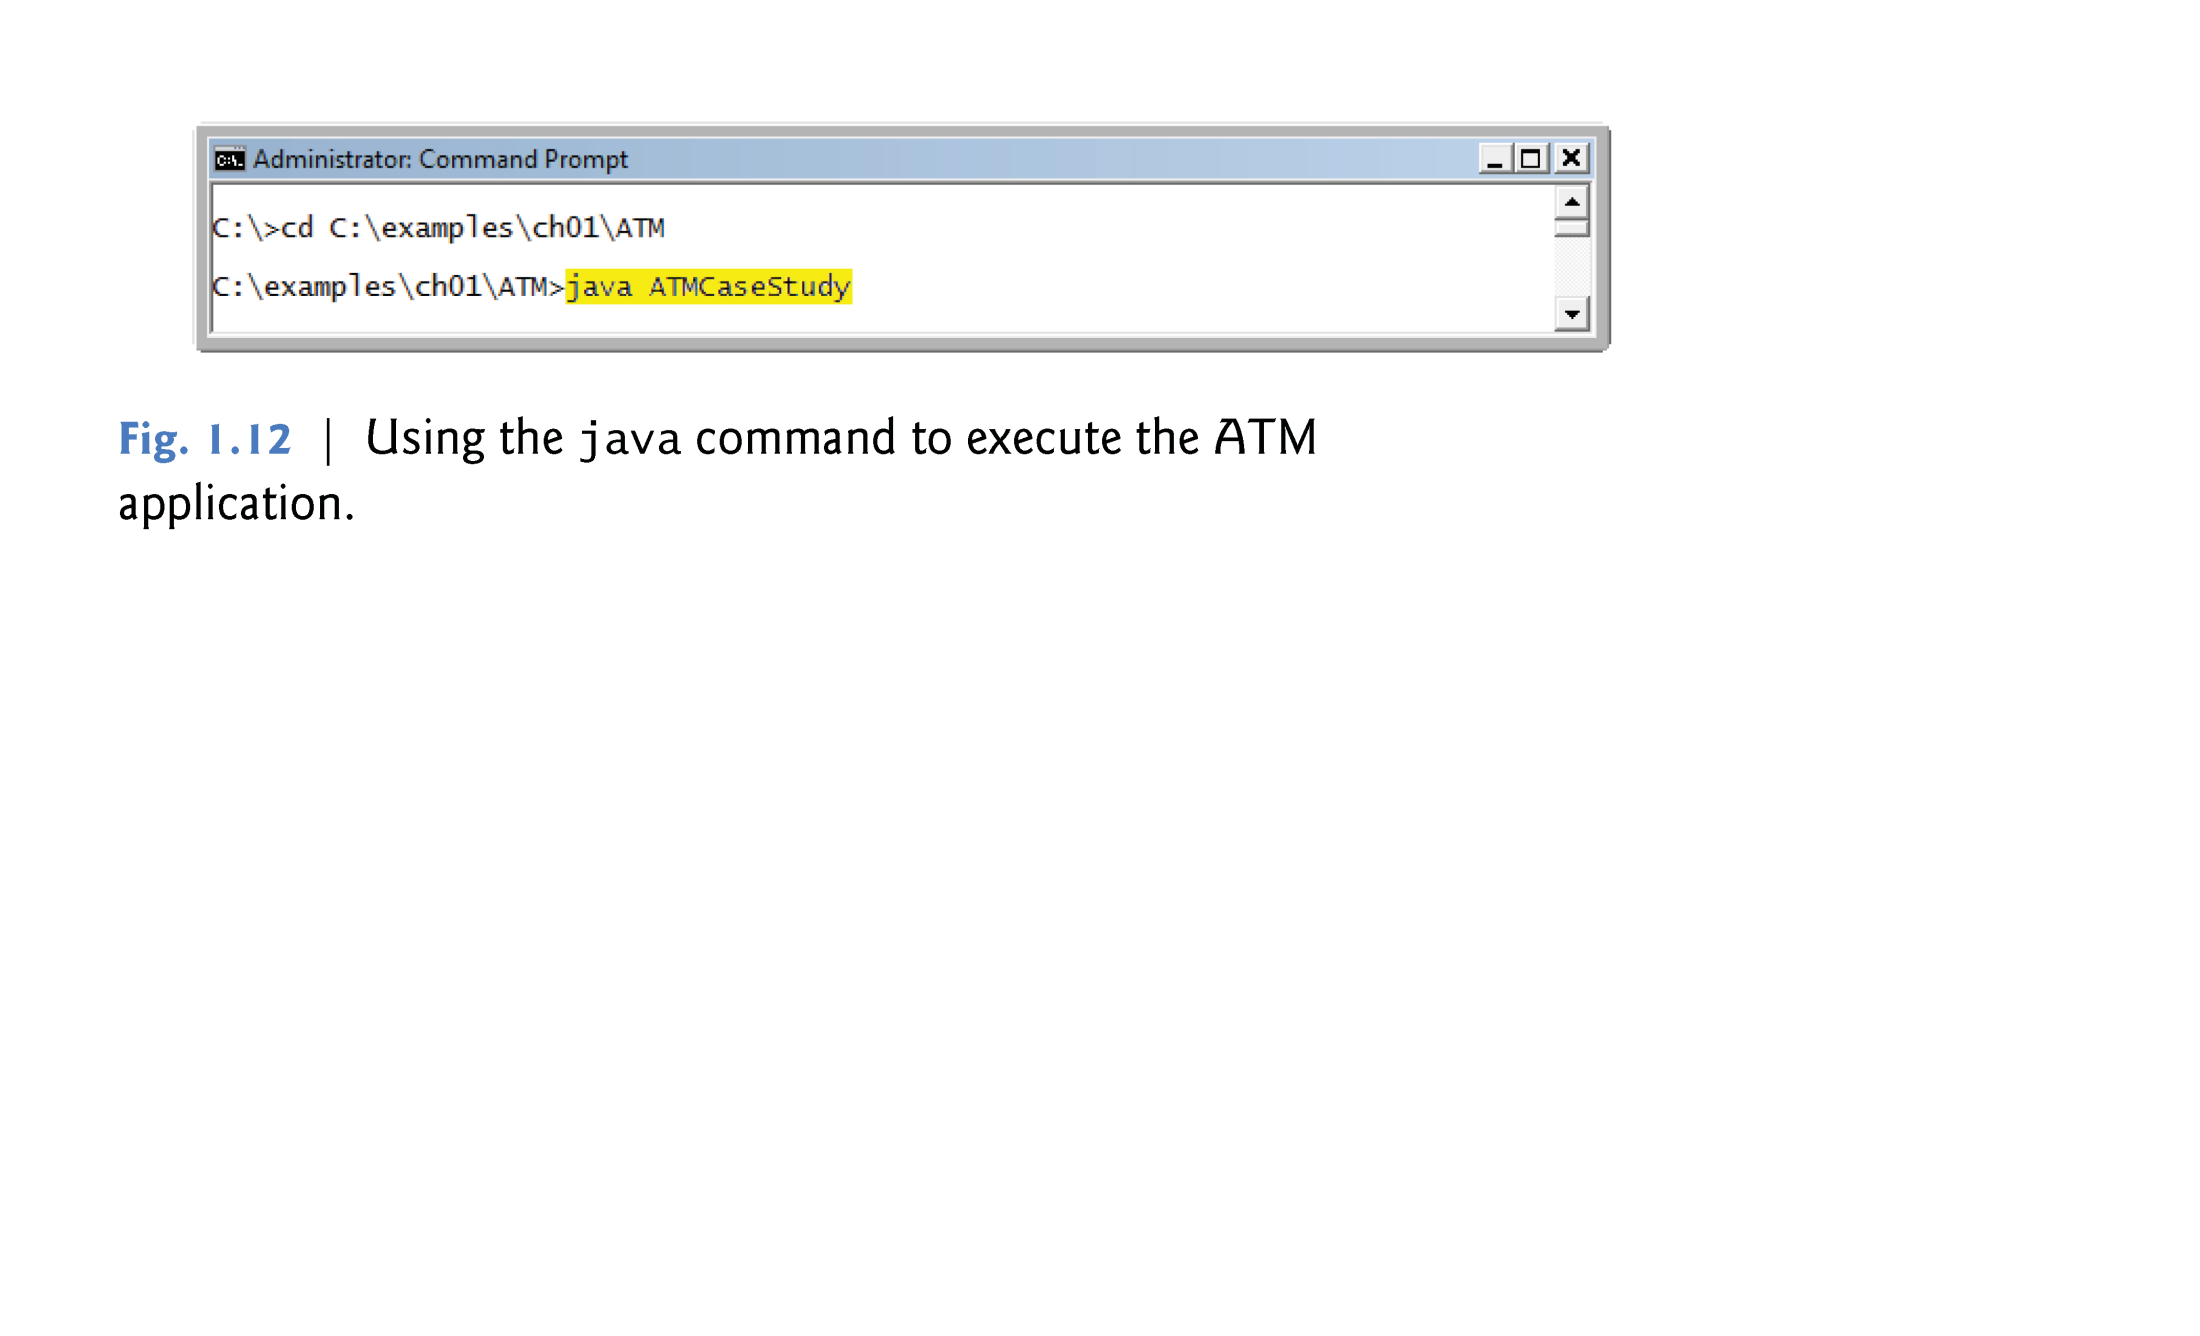 Administrator: Command Prompt
C:\>cd C:\examples\ch01\ATM
C:\examples\ch01\ATM>java ATMCaseStudy
Fig. 1.12 | Using the java command to execute the ATM
application.